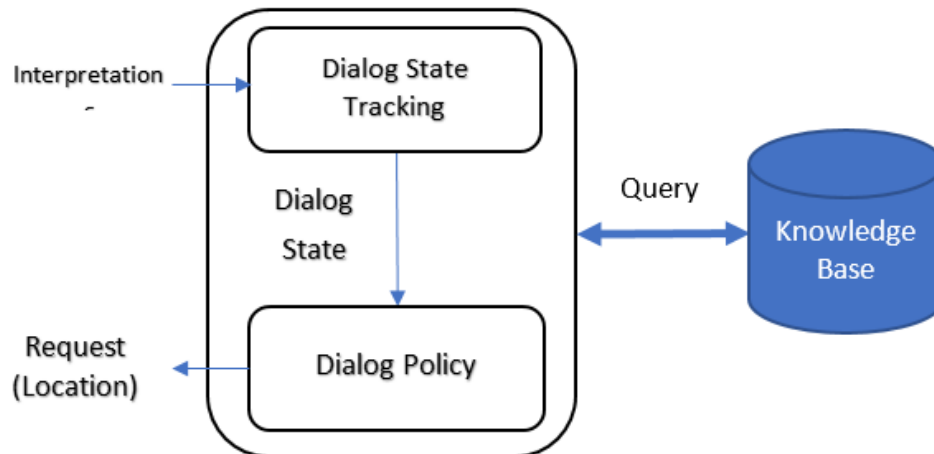 Interpretation
Dialog State
Tracking
Dialog
State
Query
Knowledge
Base
Request
(Location)
Dialog Policy